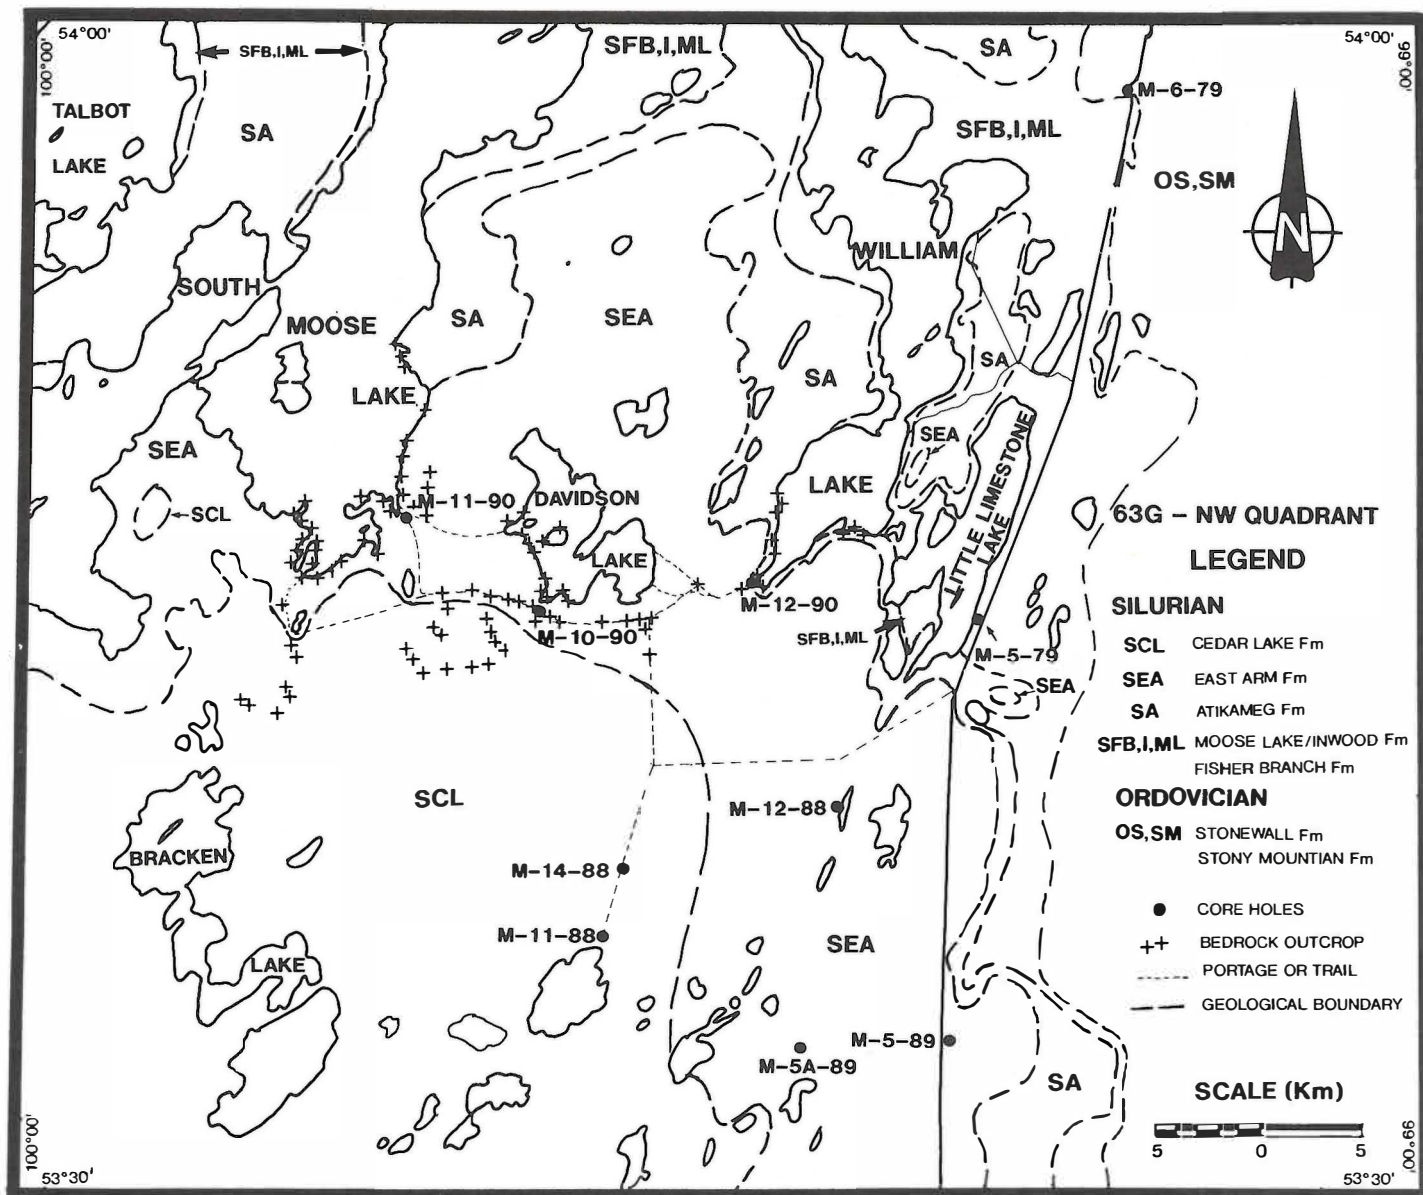 54°00'
54°00'
100°00'
99°00'
SFB,I,ML
SFB,I,ML
SA
M-6-79
TALBOT
SA
SFB,I,ML
LAKE
OS,SM
N
WILLIAM
SOUTH
MOOSE
SA
SEA
SA
SA
LAKE
SEA
SEA
LITTLE LIMESTONE
LAKE
LAKE
M-11-90
DAVIDSON
SCL
63G - NW QUADRANT
LEGEND
LAKE
M-12-90
SILURIAN
M-10-90
SFB,I,ML
SCL CEDAR LAKE Fm
M-5-79
SEA EAST ARM Fm
SEA
SA ATIKAMEG Fm
SFB,I,ML MOOSE LAKE/INWOOD Fm
FISHER BRANCH Fm
SCL
M-12-88
ORDOVICIAN
OS,SM STONEWALL Fm
STONY MOUNTIAN Fm
BRACKEN
M-14-88
CORE HOLES
M-11-88
SEA
BEDROCK OUTCROP
LAKE
PORTAGE OR TRAIL
GEOLOGICAL BOUNDARY
M-5-89
M-5A-89
SA
SCALE (Km)
5 0 5
100°00'
99°00'
53°30'
53°30'